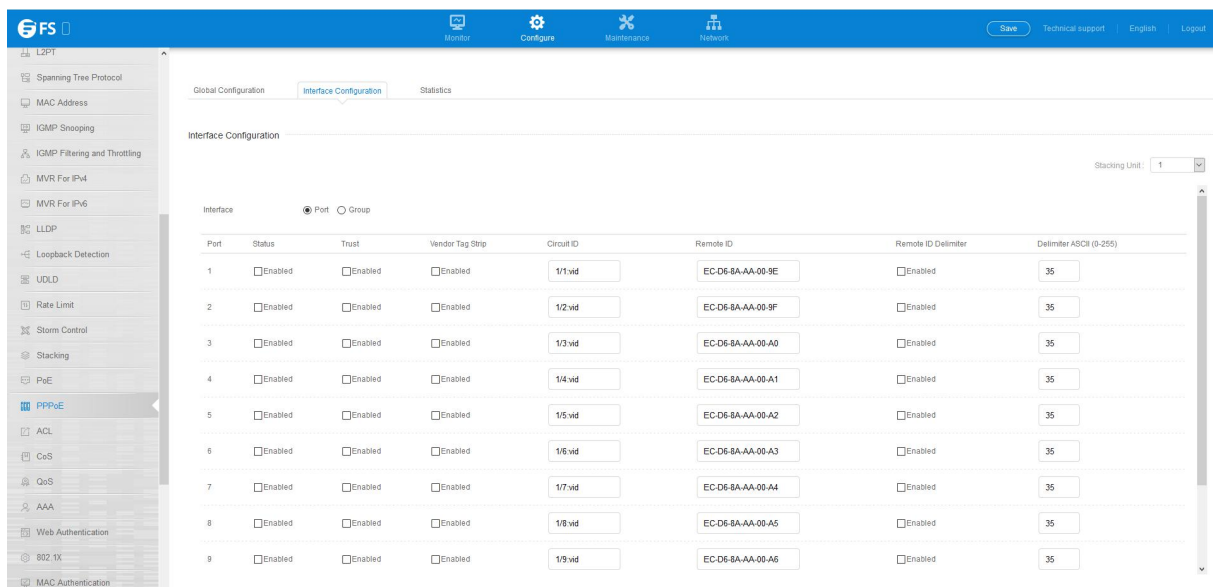 FS
Monitor
Configure
Maintenance
Network
Save
Technical support
English
Logout
L2PT
Spanning Tree Protocol
MAC Address
IGMP Snooping
IGMP Filtering and Throttling
MVR For IPv4
MVR For IPv6
LLDP
Loopback Detection
UDLD
Rate Limit
Storm Control
Stacking
PoE
PPPoE
ACL
CoS
QoS
AAA
Web Authentication
802.1X
MAC Authentication
Global Configuration Interface Configuration Statistics
Interface Configuration
Stacking Unit: 1
Interface Port Group
Port Status Trust Vendor Tag Strip Circuit ID Remote ID Remote ID Delimiter Delimiter ASCII (0-255)
1 Enabled Enabled Enabled 1/1:vid EC-D6-8A-AA-00-9E Enabled 35
2 Enabled Enabled Enabled 1/2:vid EC-D6-8A-AA-00-9F Enabled 35
3 Enabled Enabled Enabled 1/3:vid EC-D6-8A-AA-00-A0 Enabled 35
4 Enabled Enabled Enabled 1/4:vid EC-D6-8A-AA-00-A1 Enabled 35
5 Enabled Enabled Enabled 1/5:vid EC-D6-8A-AA-00-A2 Enabled 35
6 Enabled Enabled Enabled 1/6:vid EC-D6-8A-AA-00-A3 Enabled 35
7 Enabled Enabled Enabled 1/7:vid EC-D6-8A-AA-00-A4 Enabled 35
8 Enabled Enabled Enabled 1/8:vid EC-D6-8A-AA-00-A5 Enabled 35
9 Enabled Enabled Enabled 1/9:vid EC-D6-8A-AA-00-A6 Enabled 35